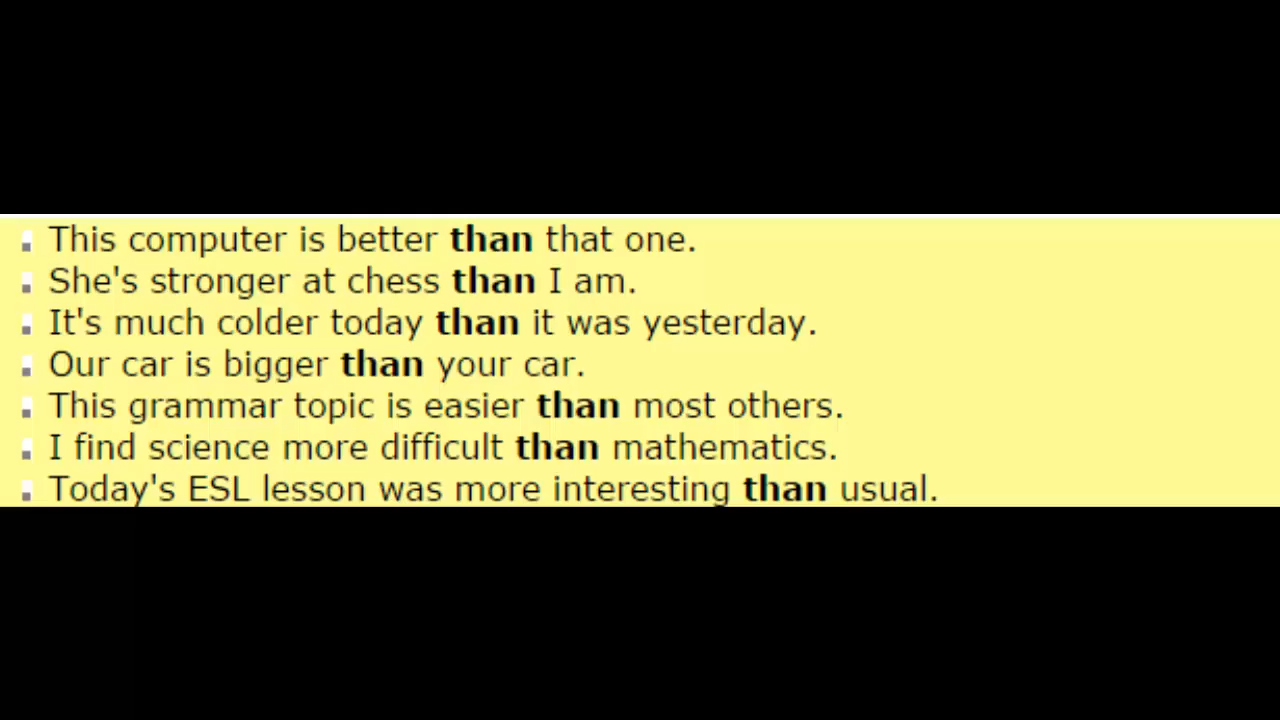 This computer is better than that one.
She's stronger at chess than I am.
It's much colder today than it was yesterday.
Our car is bigger than your car.
This grammar topic is easier than most others.
I find science more difficult than mathematics.
Today's ESL lesson was more interesting than usual.